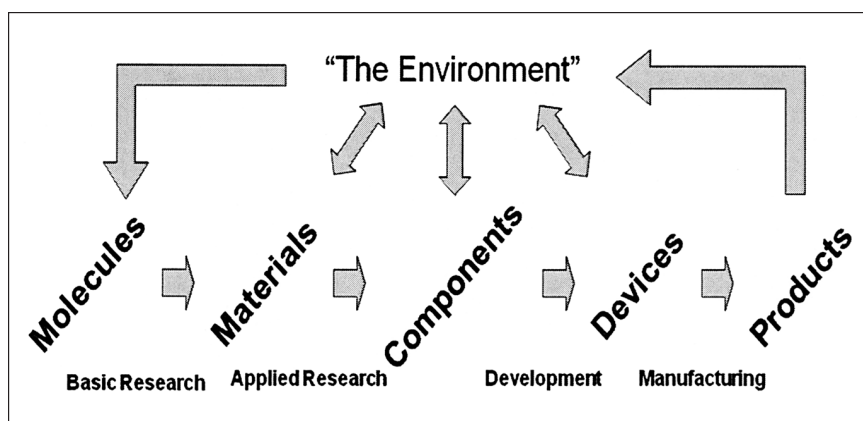 “The Environment”
Molecules
Materials
Components
Devices
Products
Basic Research
Applied Research
Development
Manufacturing